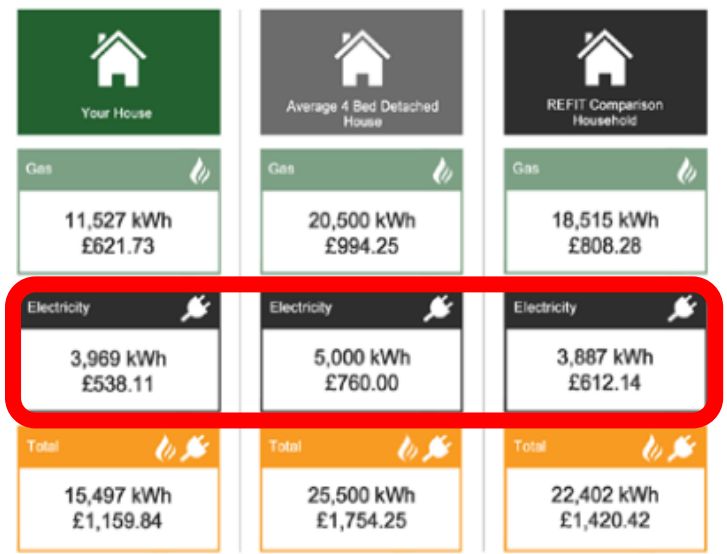 Your House
Average 4 Bed Detached
House
REFIT Comparison
Household
Gas
Gas
Gas
11,527 kWh
£621.73
20,500 kWh
£994.25
18,515 kWh
£808.28
Electricity
Electricity
Electricity
3,969 kWh
£538.11
5,000 kWh
£760.00
3,887 kWh
£612.14
Total
Total
Total
15,497 kWh
£1,159.84
25,500 kWh
£1,754.25
22,402 kWh
£1,420.42